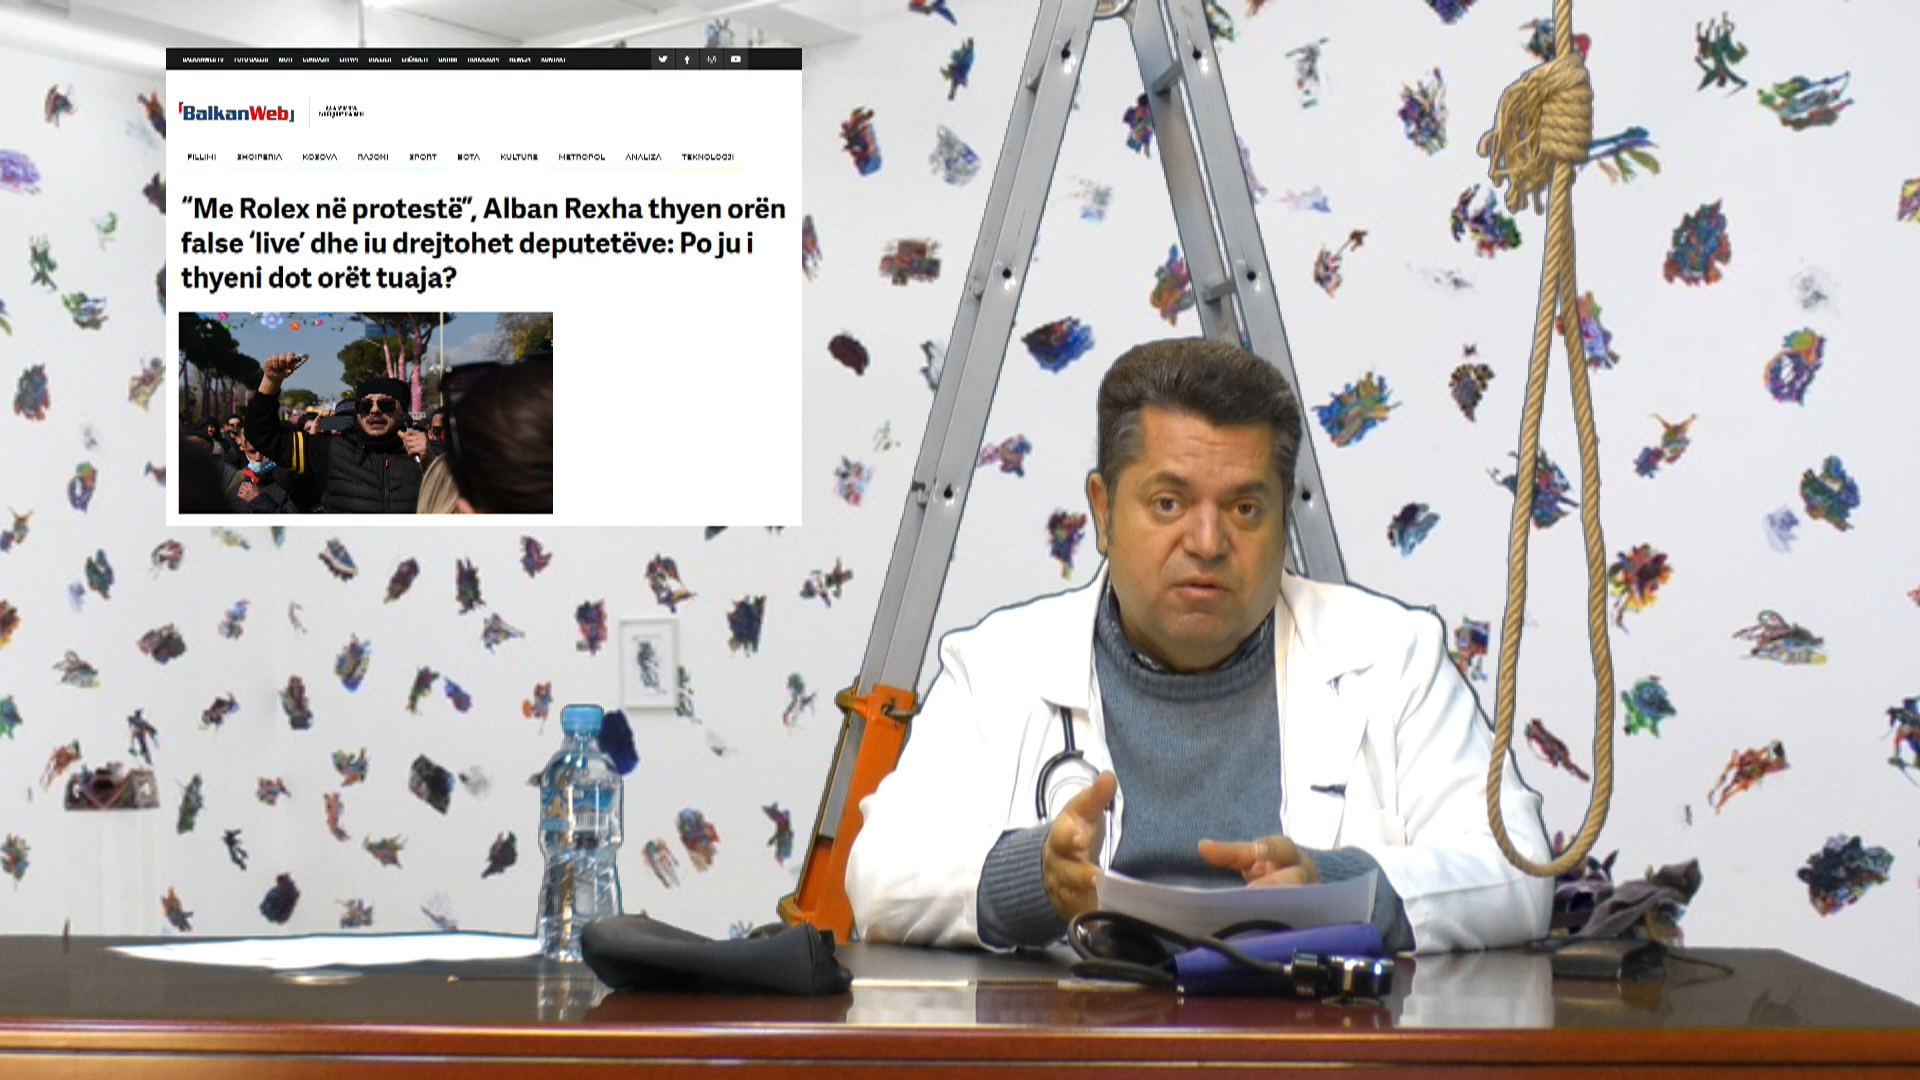 BalkanWeb
FILLIMI SHQIPERIA KOSOVA RAJONI SPORT BOTA KULTURE METROPOL ANALIZA TEKNOLOGJI
“Me Rolex në protestë”, Alban Rexha thyen orën
false ‘live’ dhe iu drejtohet deputetëve: Po ju i
thyeni dot orët tuaja?